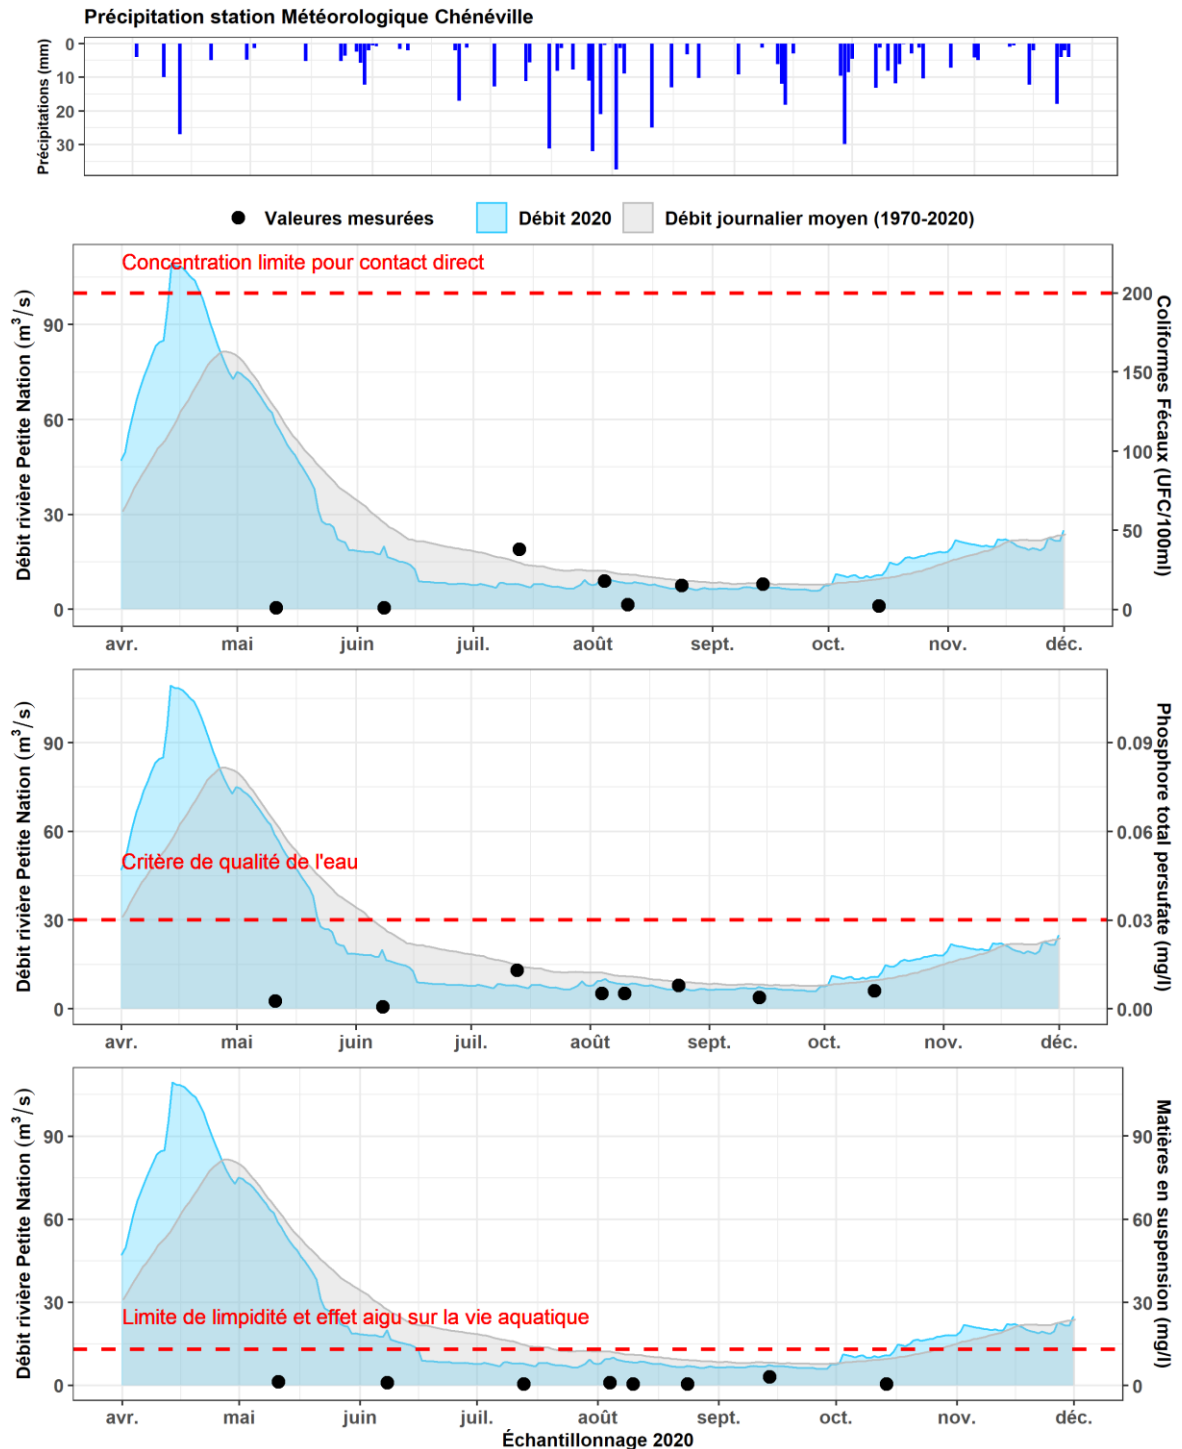 Précipitation station Météorologique Chénéville
Précipitations (mm)
0
10
20
30
Valeures mesurées
Débit 2020
Débit journalier moyen (1970-2020)
Concentration limite pour contact direct
Débit rivière Petite Nation (m³/s)
90
60
30
0
200
150
100
50
0
Coliformes Fécaux (UFC/100ml)
avr. mai juin juil. août sept. oct. nov. déc.
Débit rivière Petite Nation (m³/s)
90
60
30
0
Critère de qualité de l'eau
0.09
0.06
0.03
0.00
Phosphore total persufate (mg/l)
avr. mai juin juil. août sept. oct. nov. déc.
Débit rivière Petite Nation (m³/s)
90
60
30
0
Limite de limpidité et effet aigu sur la vie aquatique
90
60
30
0
Matières en suspension (mg/l)
avr. mai juin juil. août sept. oct. nov. déc.
Échantillonnage 2020